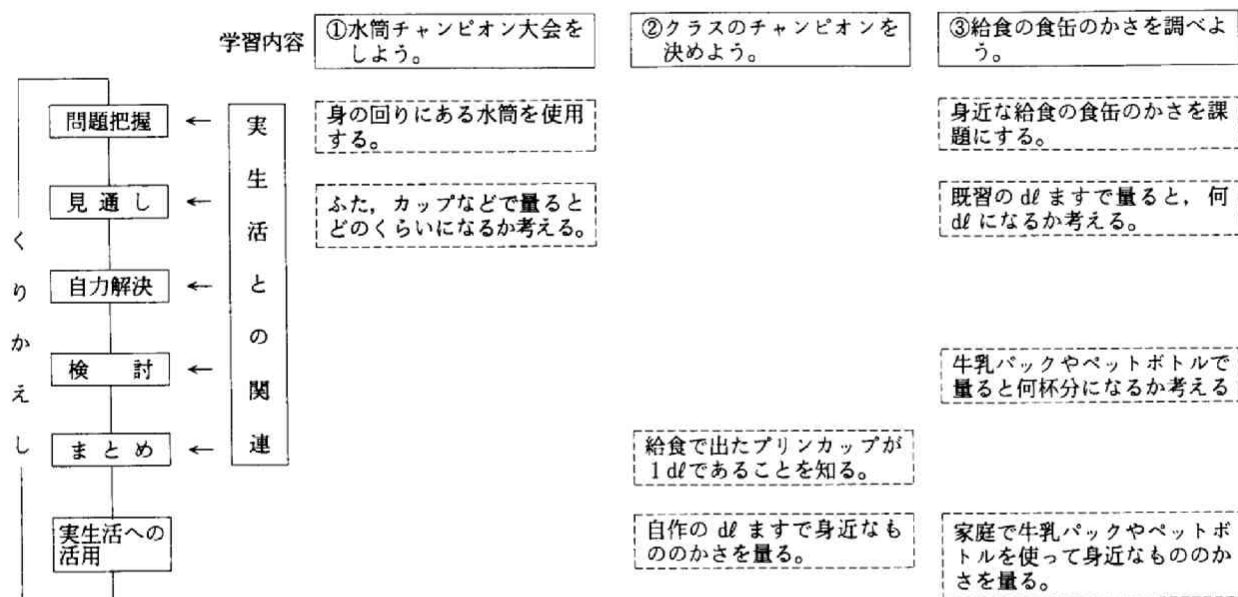 学習内容
①水筒チャンピオン大会を
しよう。
②クラスのチャンピオンを
決めよう。
③給食の食缶のかさを調べよ
う。
くりかえし
実生活との関連
問題把握 ←
身の回りにある水筒を使用
する。
身近な給食の食缶のかさを課
題にする。
見通し ←
ふた，カップなどで量ると
どのくらいになるか考える。
既習の dℓ ますで量ると，何
dℓ になるか考える。
自力解決 ←
検討 ←
牛乳パックやペットボトルで
量ると何杯分になるか考える
まとめ ←
給食で出たプリンカップが
1 dℓであることを知る。
実生活への
活用
自作の dℓ ますで身近なも
ののかさを量る。
家庭で牛乳パックやペットボ
トルを使って身近なもののか
さを量る。